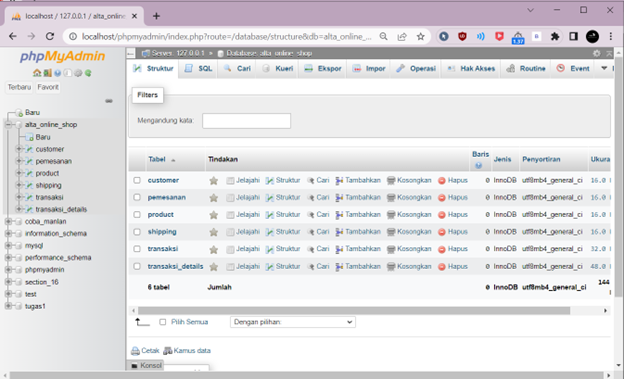 localhost / 127.0.0.1 / alta_online_
localhost/phpmyadmin/index.php?route=/database/structure&db=alta_online_...
1.37
phpMyAdmin
Terbaru Favorit
Baru
alta_online_shop
Baru
customer
pemesanan
product
shipping
transaksi
transaksi_details
coba_manlan
information_schema
mysql
performance_schema
phpmyadmin
section_16
test
tugas1
Server: 127.0.0.1 » Database: alta_online_shop
Struktur SQL Cari Kueri Ekspor Impor Operasi Hak Akses Routine Event
Filters
Mengandung kata:
Tabel Tindakan Baris Jenis Penyortiran Ukura
customer Jelajahi Struktur Cari Tambahkan Kosongkan Hapus 0 InnoDB utf8mb4_general_ci 16.0
pemesanan Jelajahi Struktur Cari Tambahkan Kosongkan Hapus 0 InnoDB utf8mb4_general_ci 16.0
product Jelajahi Struktur Cari Tambahkan Kosongkan Hapus 0 InnoDB utf8mb4_general_ci 16.0
shipping Jelajahi Struktur Cari Tambahkan Kosongkan Hapus 0 InnoDB utf8mb4_general_ci 16.0
transaksi Jelajahi Struktur Cari Tambahkan Kosongkan Hapus 0 InnoDB utf8mb4_general_ci 32.0
transaksi_details Jelajahi Struktur Cari Tambahkan Kosongkan Hapus 0 InnoDB utf8mb4_general_ci 48.0
6 tabel Jumlah 0 InnoDB utf8mb4_general_ci 144
Pilih Semua Dengan pilihan:
Cetak Kamus data
Konsol